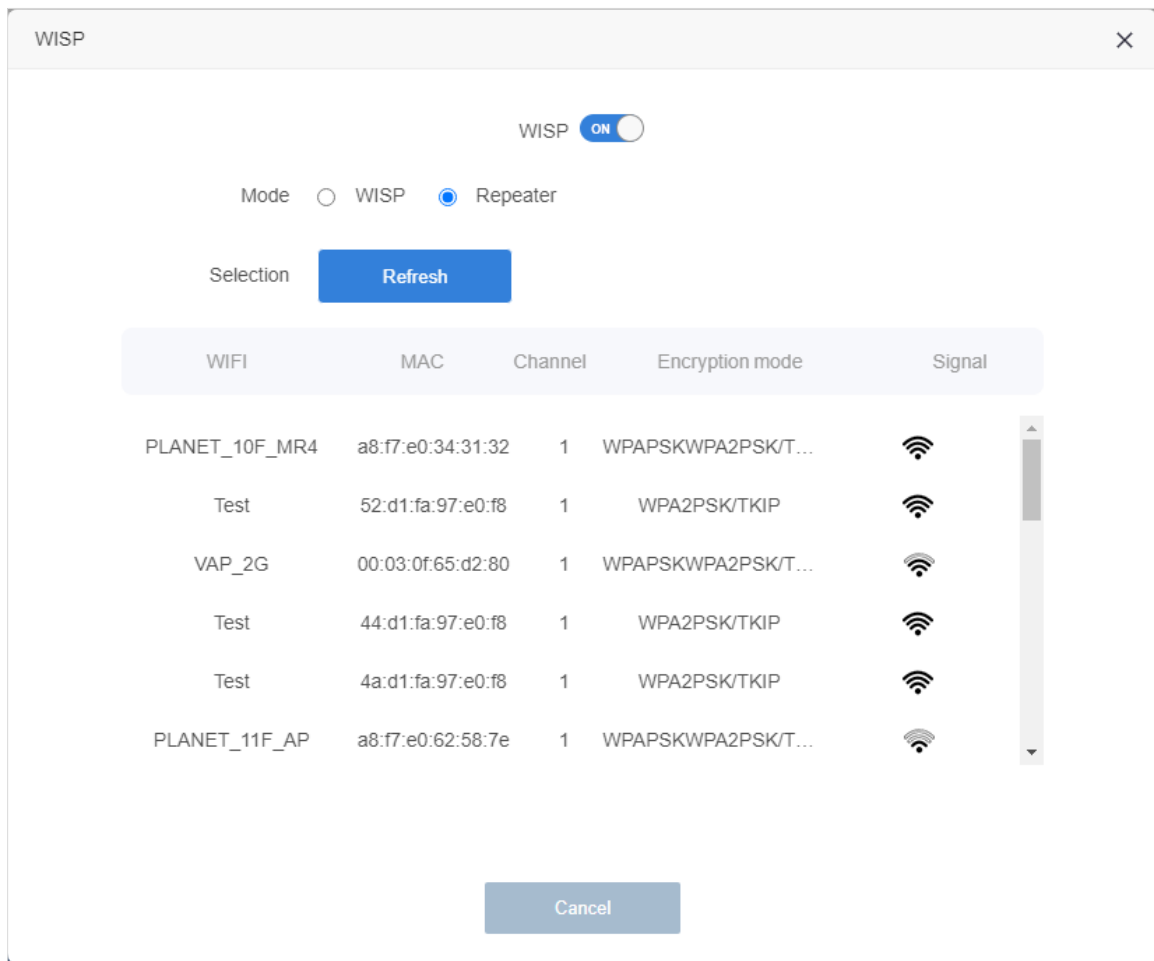 WISP
WISP ON
Mode WISP Repeater
Selection Refresh
WIFI MAC Channel Encryption mode Signal
PLANET_10F_MR4 a8:f7:e0:34:31:32 1 WPAPSKWPA2PSK/T...
Test 52:d1:fa:97:e0:f8 1 WPA2PSK/TKIP
VAP_2G 00:03:0f:65:d2:80 1 WPAPSKWPA2PSK/T...
Test 44:d1:fa:97:e0:f8 1 WPA2PSK/TKIP
Test 4a:d1:fa:97:e0:f8 1 WPA2PSK/TKIP
PLANET_11F_AP a8:f7:e0:62:58:7e 1 WPAPSKWPA2PSK/T...
Cancel